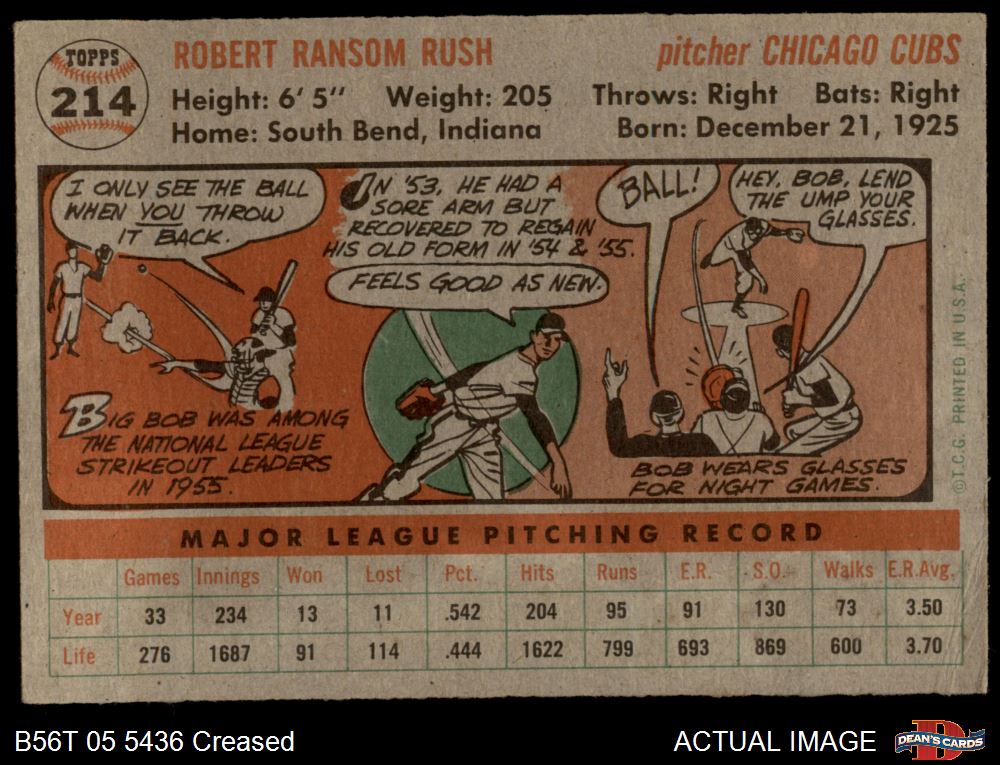 TOPPS
214
ROBERT RANSOM RUSH
pitcher CHICAGO CUBS
Height: 6' 5" Weight: 205 Throws: Right Bats: Right
Home: South Bend, Indiana Born: December 21, 1925
I ONLY SEE THE BALL
WHEN YOU THROW
IT BACK.
BIG BOB WAS AMONG
THE NATIONAL LEAGUE
STRIKEOUT LEADERS
IN 1955.
IN '53, HE HAD A
SORE ARM BUT
RECOVERED TO REGAIN
HIS OLD FORM IN '54 & '55.
FEELS GOOD AS NEW.
BALL!
HEY, BOB, LEND
THE UMP YOUR
GLASSES.
BOB WEARS GLASSES
FOR NIGHT GAMES.
©T.C.G. PRINTED IN U.S.A.
MAJOR LEAGUE PITCHING RECORD
Games Innings Won Lost Pct. Hits Runs E.R. S.O. Walks E.R.Avg.
Year 33 234 13 11 .542 204 95 91 130 73 3.50
Life 276 1687 91 114 .444 1622 799 693 869 600 3.70
B56T 05 5436 Creased
ACTUAL IMAGE
D
DEAN'S CARDS